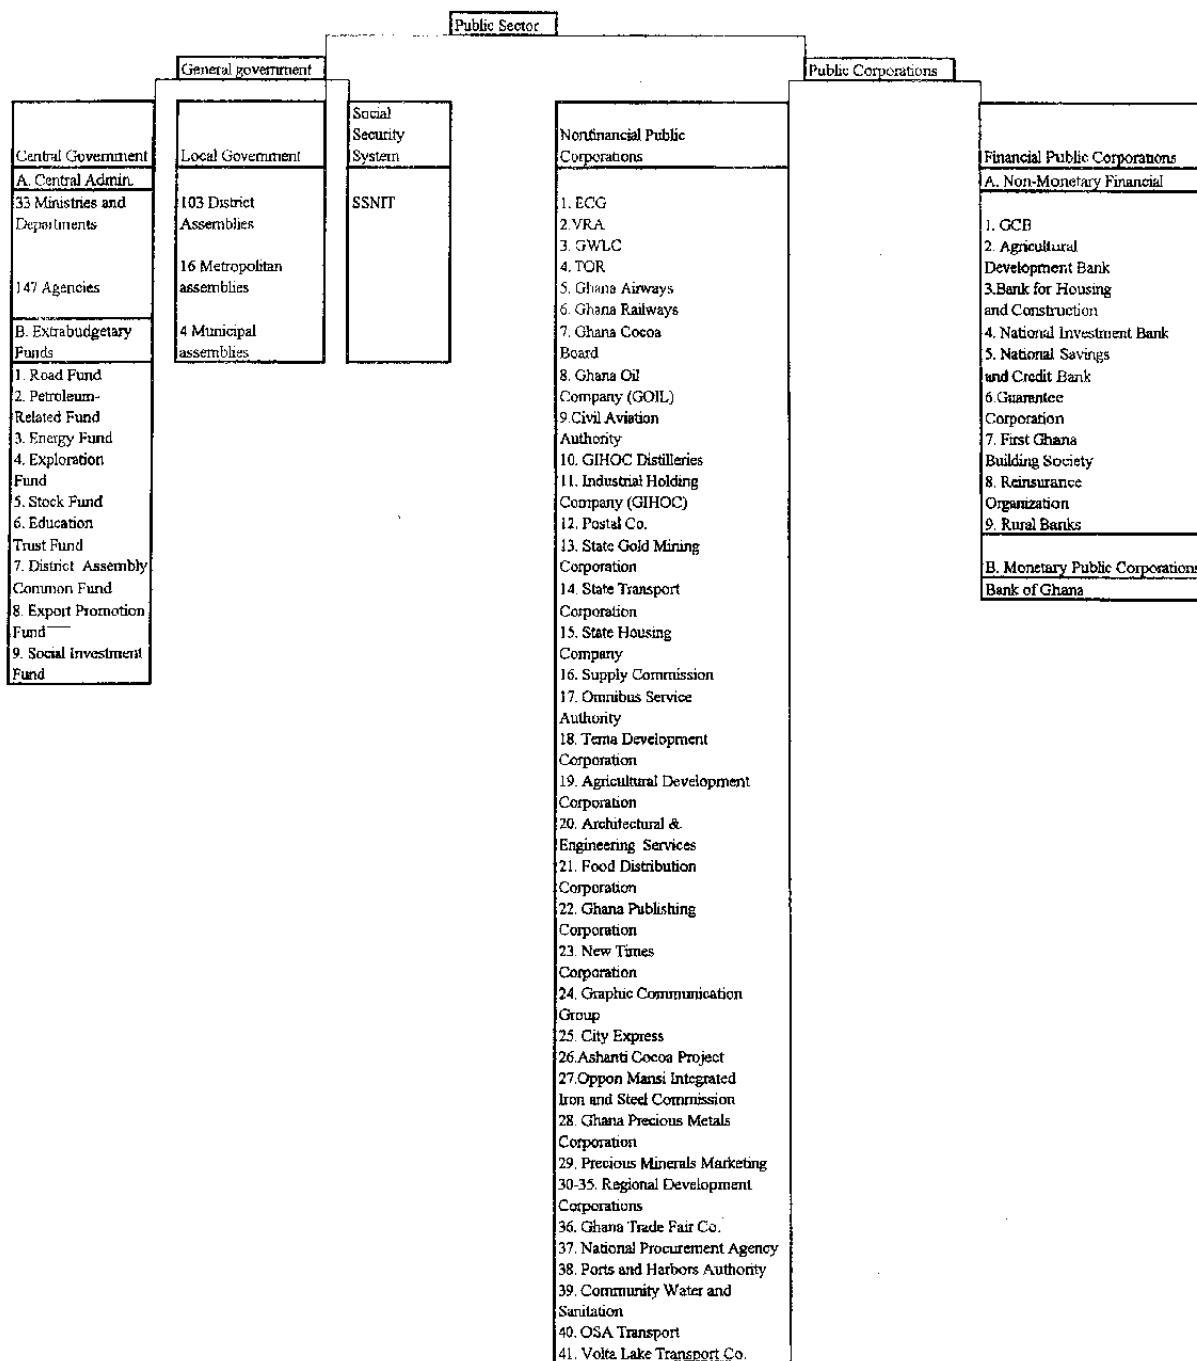 Public Sector
General government
Public Corporations
Central Government
A. Central Admin.
33 Ministries and
Departments
147 Agencies
B. Extrabudgetary
Funds
1. Road Fund
2. Petroleum-
Related Fund
3. Energy Fund
4. Exploration
Fund
5. Stock Fund
6. Education
Trust Fund
7. District Assembly
Common Fund
8. Export Promotion
Fund
9. Social Investment
Fund
Local Government
103 District
Assemblies
16 Metropolitan
assemblies
4 Municipal
assemblies
Social
Security
System
SSNIT
Nonfinancial Public
Corporations
1. ECG
2.VRA
3. GWLC
4. TOR
5. Ghana Airways
6. Ghana Railways
7. Ghana Cocoa
Board
8. Ghana Oil
Company (GOIL)
9.Civil Aviation
Authority
10. GIHOC Distilleries
11. Industrial Holding
Company (GIHOC)
12. Postal Co.
13. State Gold Mining
Corporation
14. State Transport
Corporation
15. State Housing
Company
16. Supply Commission
17. Omnibus Service
Authority
18. Tema Development
Corporation
19. Agricultural Development
Corporation
20. Architectural &
Engineering Services
21. Food Distribution
Corporation
22. Ghana Publishing
Corporation
23. New Times
Corporation
24. Graphic Communication
Group
25. City Express
26.Ashanti Cocoa Project
27.Oppon Mansi Integrated
Iron and Steel Commission
28. Ghana Precious Metals
Corporation
29. Precious Minerals Marketing
30-35. Regional Development
Corporations
36. Ghana Trade Fair Co.
37. National Procurement Agency
38. Ports and Harbors Authority
39. Community Water and
Sanitation
40. OSA Transport
41. Volta Lake Transport Co.
Financial Public Corporations
A. Non-Monetary Financial
1. GCB
2. Agricultural
Development Bank
3.Bank for Housing
and Construction
4. National Investment Bank
5. National Savings
and Credit Bank
6.Guarantee
Corporation
7. First Ghana
Building Society
8. Reinsurance
Organization
9. Rural Banks
B. Monetary Public Corporations
Bank of Ghana